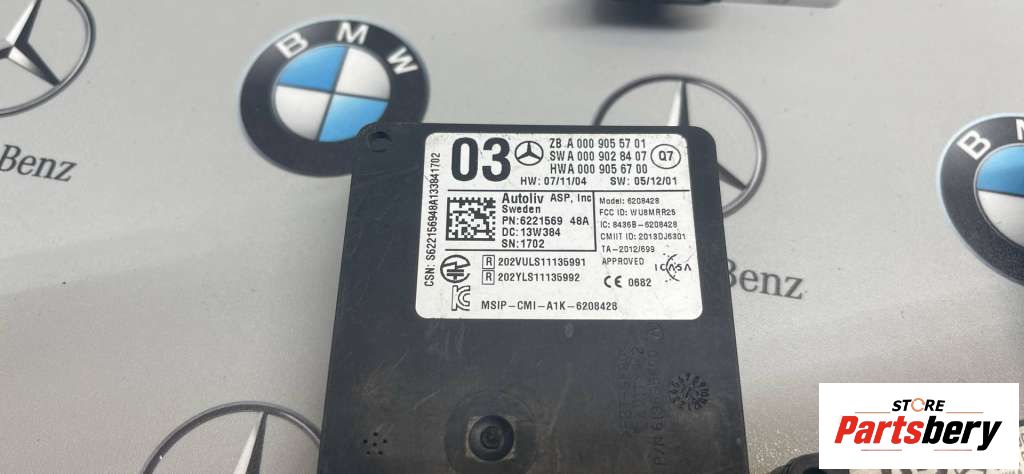 BMW
Benz
Benz
03
ZB A 000 905 57 01
SW A 000 902 84 07
HW A 000 905 67 00
Q7
HW: 07/11/04 SW: 05/12/01
CSN: S622156948A133841702
Autoliv ASP, Inc
Sweden
PN:6221569 48A
DC:13W384
SN:1702
Model: 6208428
FCC ID: WU8MRR25
IC: 8436B-6208428
CMIIT ID: 2013DJ6301
TA-2012/699
APPROVED
ICASA
CE 0682
R 202VULS11135991
R 202YLS11135992
MSIP-CMI-A1K-6208428
STORE
Partsbery